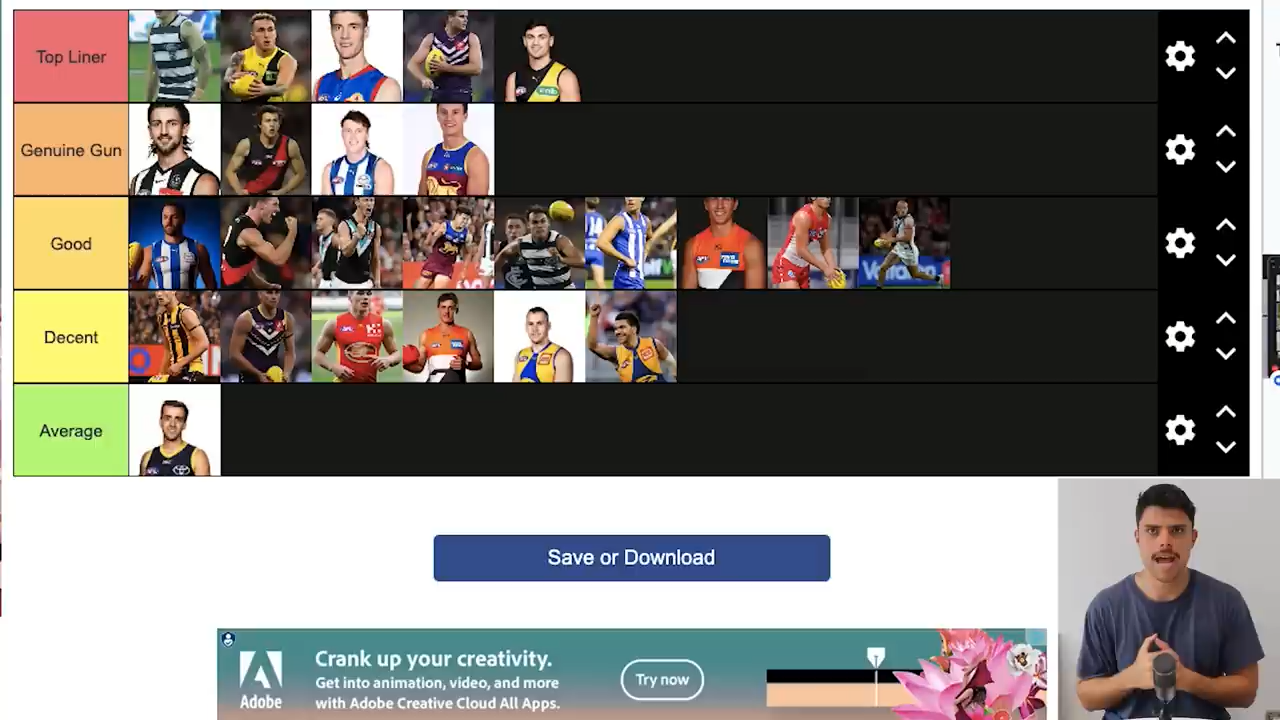 Top Liner
Genuine Gun
Good
Decent
Average
Save or Download
Adobe
Crank up your creativity.
Get into animation, video, and more
with Adobe Creative Cloud All Apps.
Try now